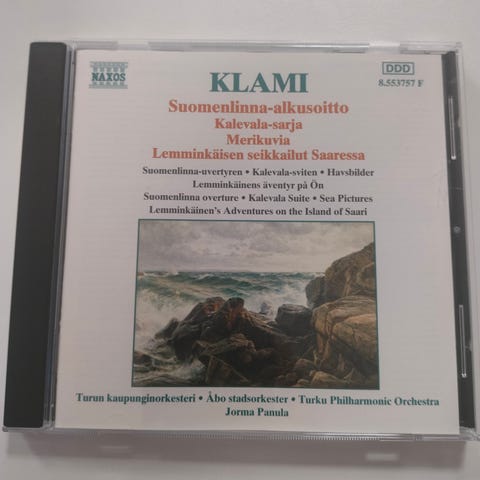 NAXOS
KLAMI
DDD
8.553757 F
Suomenlinna-alkusoitto
Kalevala-sarja
Merikuvia
Lemminkäisen seikkailut Saaressa
Suomenlinna-uvertyren • Kalevala-sviten • Havsbilder
Lemminkäinens äventyr på Ön
Suomenlinna overture • Kalevala Suite • Sea Pictures
Lemminkäinen's Adventures on the Island of Saari
Turun kaupunginorkesteri • Åbo stadsorkester • Turku Philharmonic Orchestra
Jorma Panula